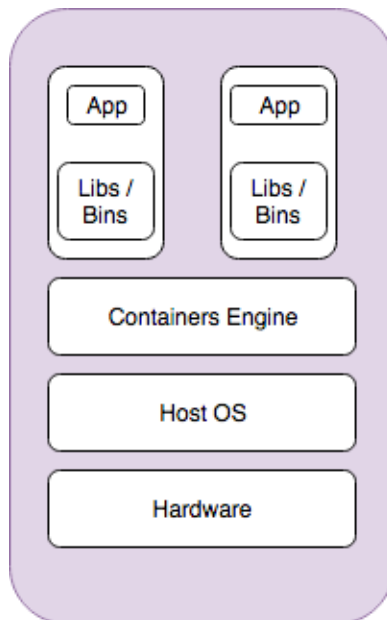 App
App
Libs /
Bins
Libs /
Bins
Containers Engine
Host OS
Hardware